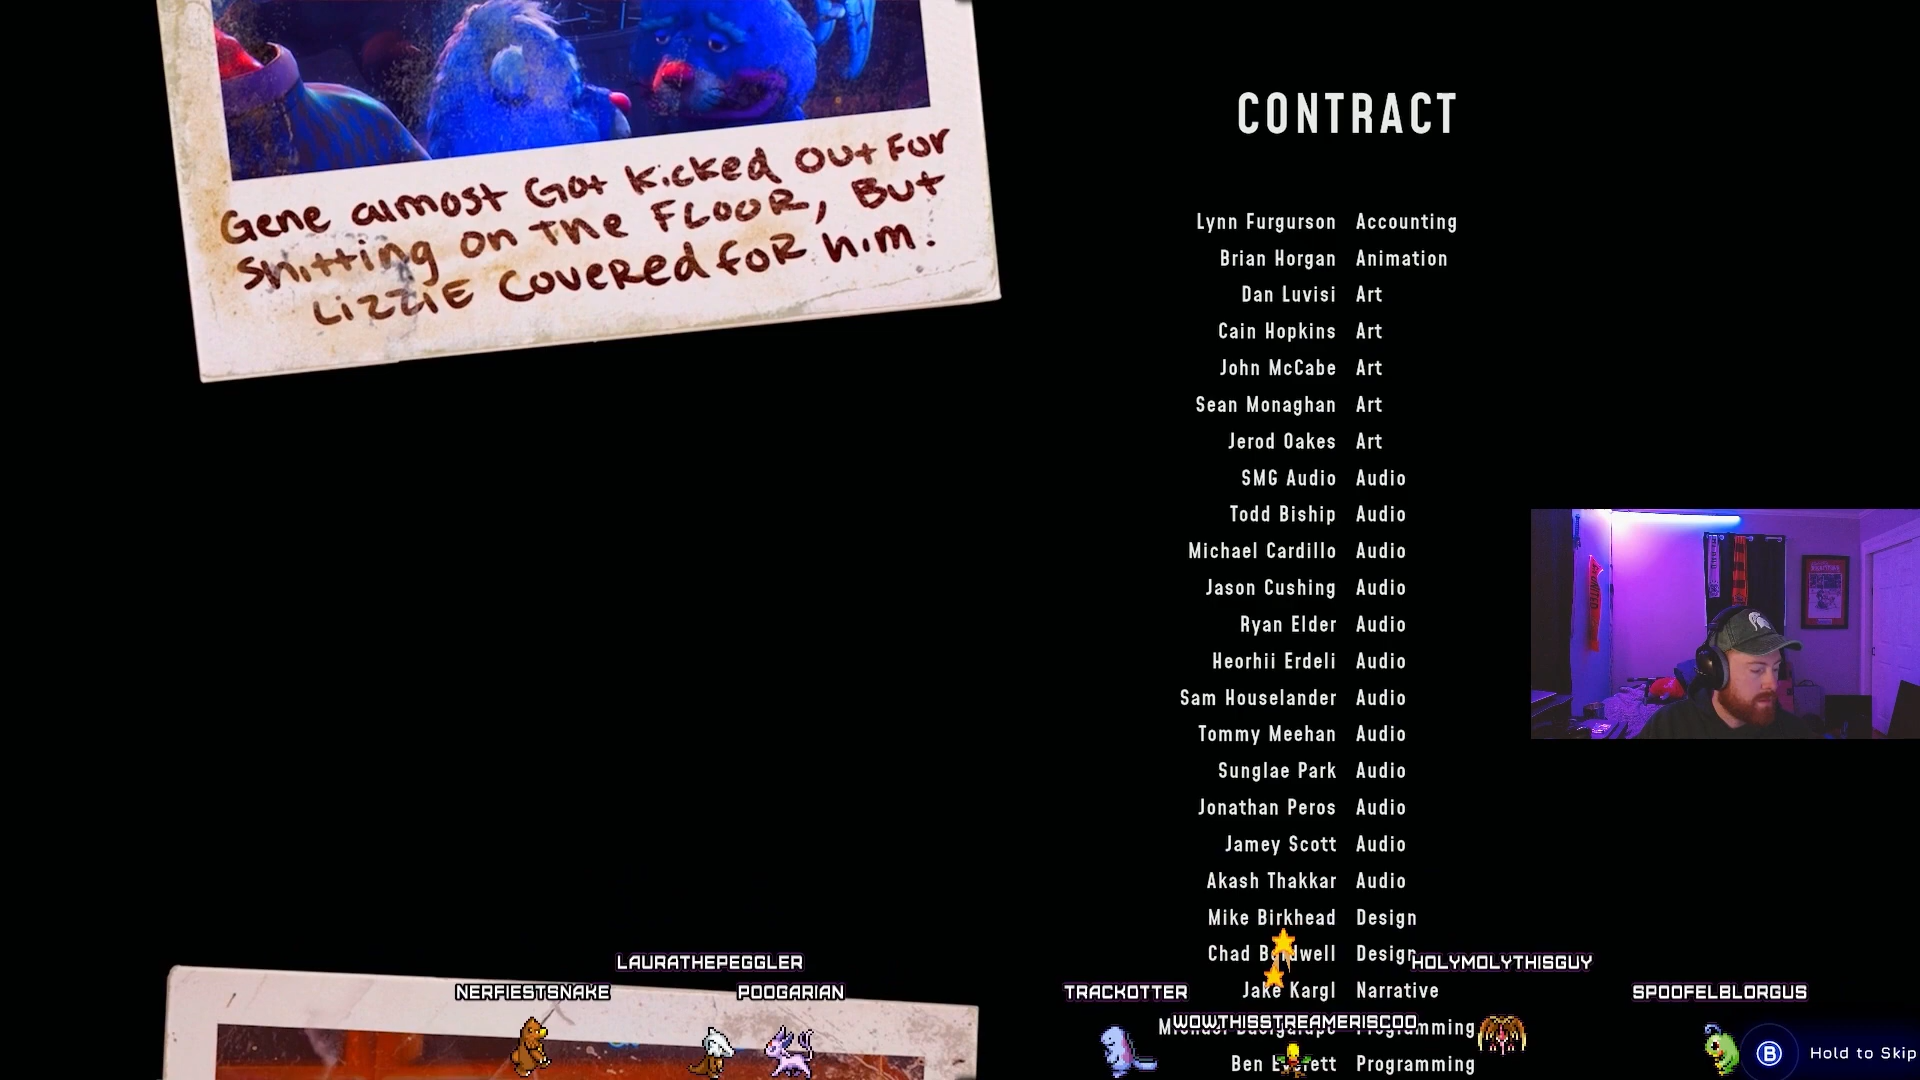 Gene almost Got kicked out for
shitting on the FLOOR, But
Lizzie covered for him.
CONTRACT
Lynn Furgurson Accounting
Brian Horgan Animation
Dan Luvisi Art
Cain Hopkins Art
John McCabe Art
Sean Monaghan Art
Jerod Oakes Art
SMG Audio Audio
Todd Biship Audio
Michael Cardillo Audio
Jason Cushing Audio
Ryan Elder Audio
Heorhii Erdeli Audio
Sam Houselander Audio
Tommy Meehan Audio
Sunglae Park Audio
Jonathan Peros Audio
Jamey Scott Audio
Akash Thakkar Audio
Mike Birkhead Design
Chad Design
Jake Kargl Narrative
Programming
Ben Programming
LAURATHEPEGGLER
HOLYMOLYTHISGUY
NERFIESTSNAKE
POOGARIAN
TRACKOTTER
SPOOFELBLORGUS
WOWTHISSTREAMERISCOO
B Hold to Skip